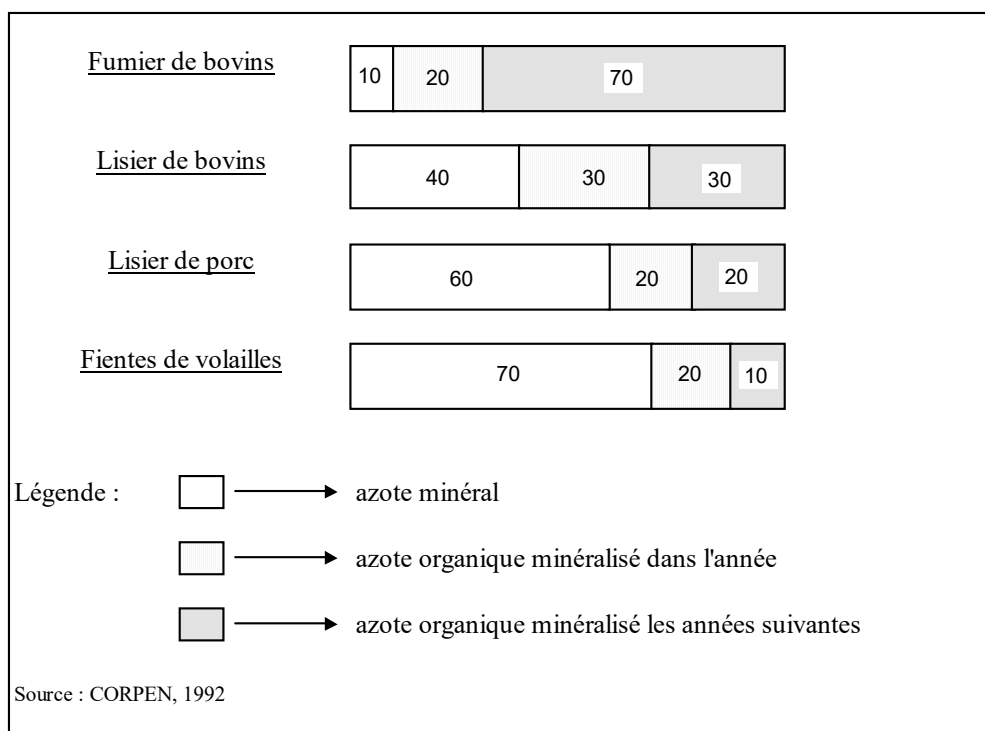 Fumier de bovins 10 20 70
Lisier de bovins 40 30 30
Lisier de porc 60 20 20
Fientes de volailles 70 20 10
Légende : azote minéral
azote organique minéralisé dans l'année
azote organique minéralisé les années suivantes
Source : CORPEN, 1992